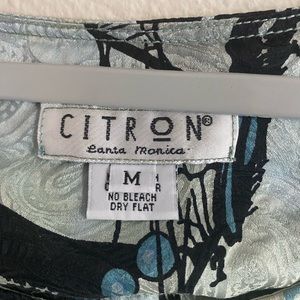 CITRON®
Santa Monica
M
NO BLEACH
DRY FLAT